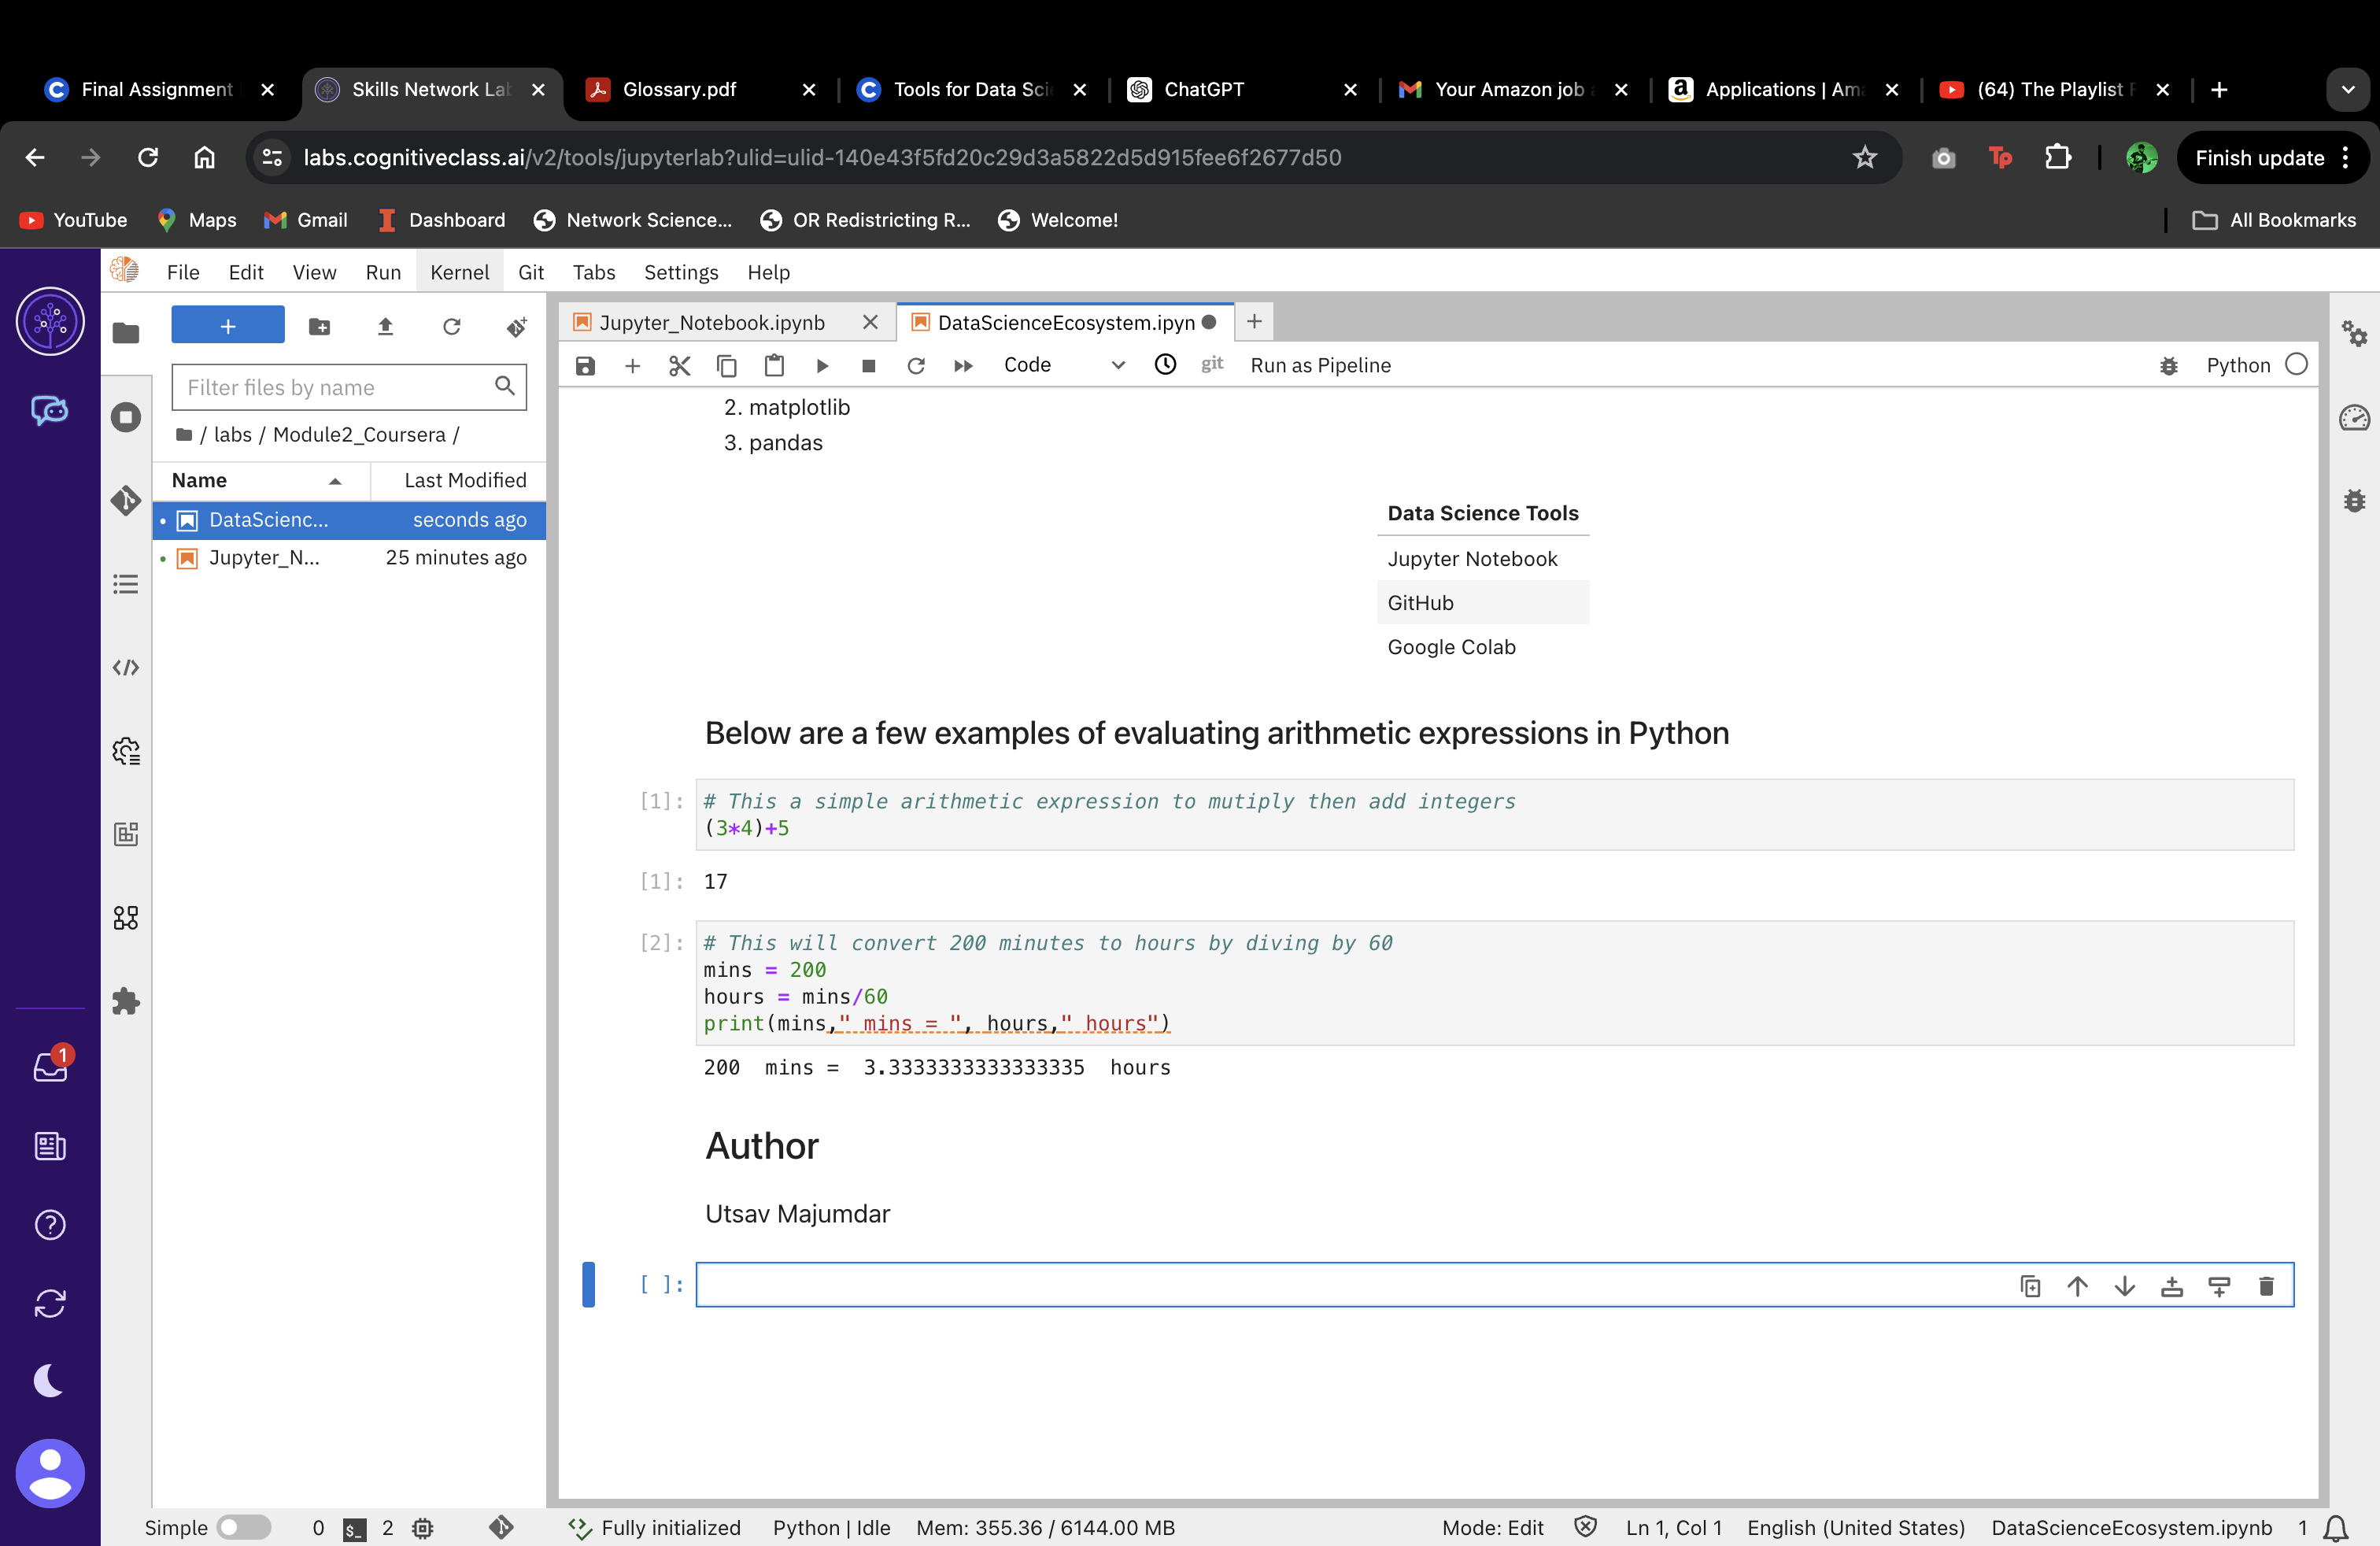 Final Assignment
Skills Network La
Glossary.pdf
Tools for Data Sci
ChatGPT
Your Amazon job
Applications | Am
(64) The Playlist
labs.cognitiveclass.ai/v2/tools/jupyterlab?ulid=ulid-140e43f5fd20c29d3a5822d5d915fee6f2677d50
Tp
Finish update
YouTube
Maps
Gmail
Dashboard
Network Science...
OR Redistricting R...
Welcome!
All Bookmarks
File Edit View Run Kernel Git Tabs Settings Help
+
Filter files by name
/ labs / Module2_Coursera /
Name Last Modified
DataScienc... seconds ago
Jupyter_N... 25 minutes ago
Jupyter_Notebook.ipynb
DataScienceEcosystem.ipyn
Code
git
Run as Pipeline
Python
2. matplotlib
3. pandas
Data Science Tools
Jupyter Notebook
GitHub
Google Colab
Below are a few examples of evaluating arithmetic expressions in Python
[1]: # This a simple arithmetic expression to mutiply then add integers
(3*4)+5
[1]: 17
[2]: # This will convert 200 minutes to hours by diving by 60
mins = 200
hours = mins/60
print(mins," mins = ", hours," hours")
200  mins =  3.3333333333333335  hours
Author
Utsav Majumdar
[ ]:
1
Simple 0 $_ 2 Fully initialized Python | Idle Mem: 355.36 / 6144.00 MB Mode: Edit Ln 1, Col 1 English (United States) DataScienceEcosystem.ipynb 1